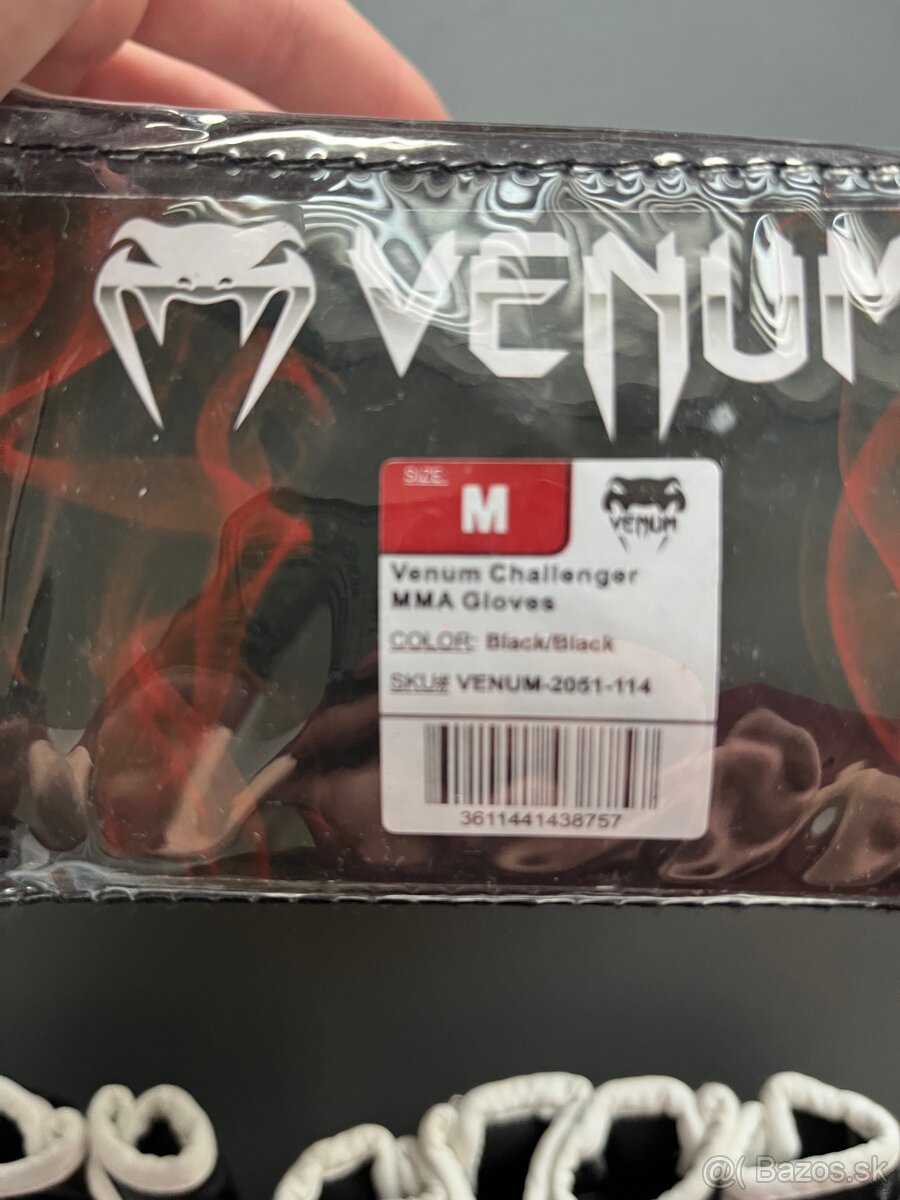 VENUM
SIZE:
M
VENUM
Venum Challenger
MMA Gloves
COLOR: Black/Black
SKU# VENUM-2051-114
3611441438757
@( Bazos.sk